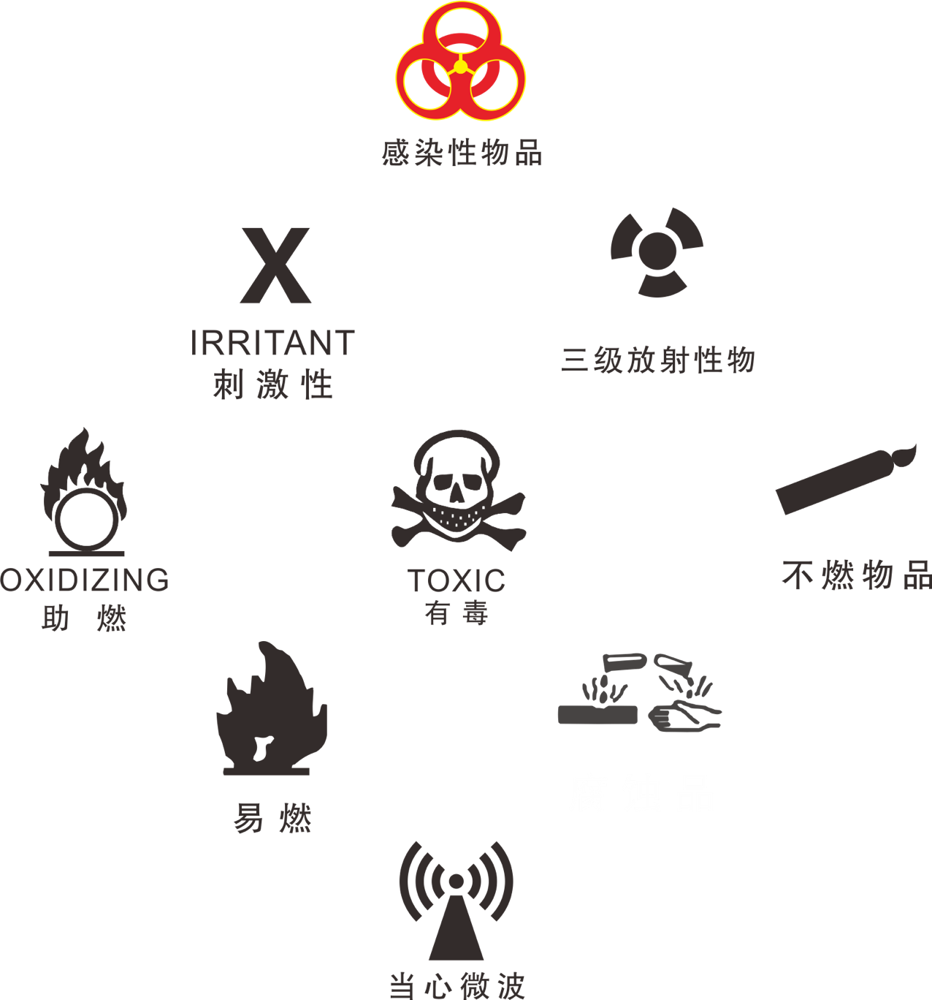 感染性物品
X
IRRITANT
刺激性
三级放射性物
OXIDIZING
助燃
TOXIC
有毒
不燃物品
易燃
当心微波